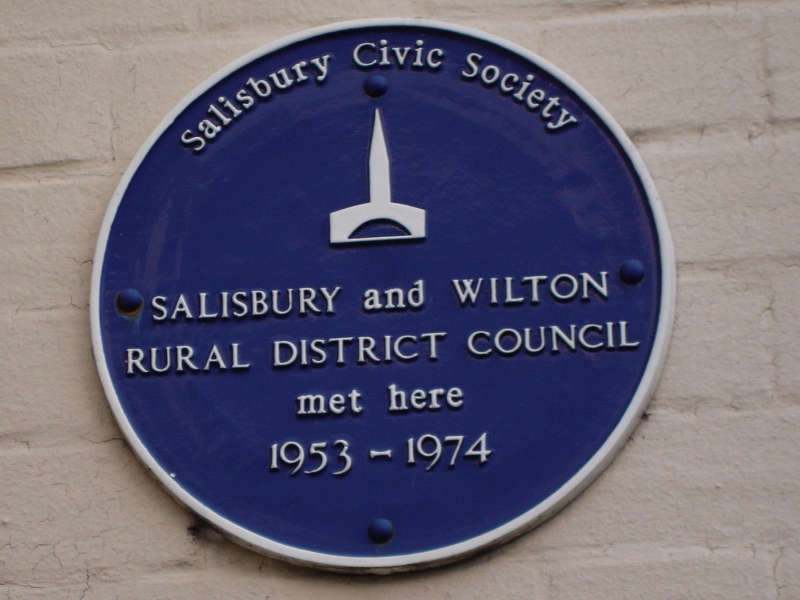 Salisbury Civic Society
SALISBURY and WILTON
RURAL DISTRICT COUNCIL
met here
1953 - 1974